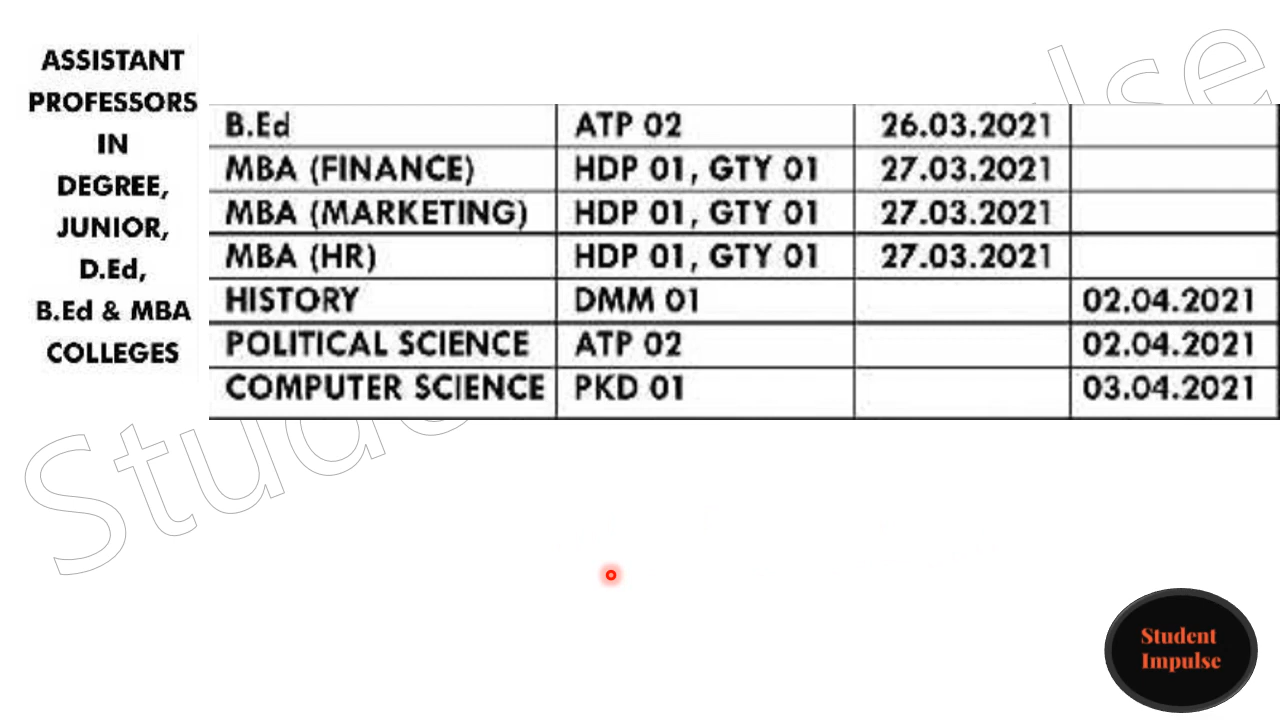 ASSISTANT
PROFESSORS
IN
DEGREE,
JUNIOR,
D.Ed,
B.Ed & MBA
COLLEGES
B.Ed ATP 02 26.03.2021
MBA (FINANCE) HDP 01, GTY 01 27.03.2021
MBA (MARKETING) HDP 01, GTY 01 27.03.2021
MBA (HR) HDP 01, GTY 01 27.03.2021
HISTORY DMM 01 02.04.2021
POLITICAL SCIENCE ATP 02 02.04.2021
COMPUTER SCIENCE PKD 01 03.04.2021
Student
Impulse